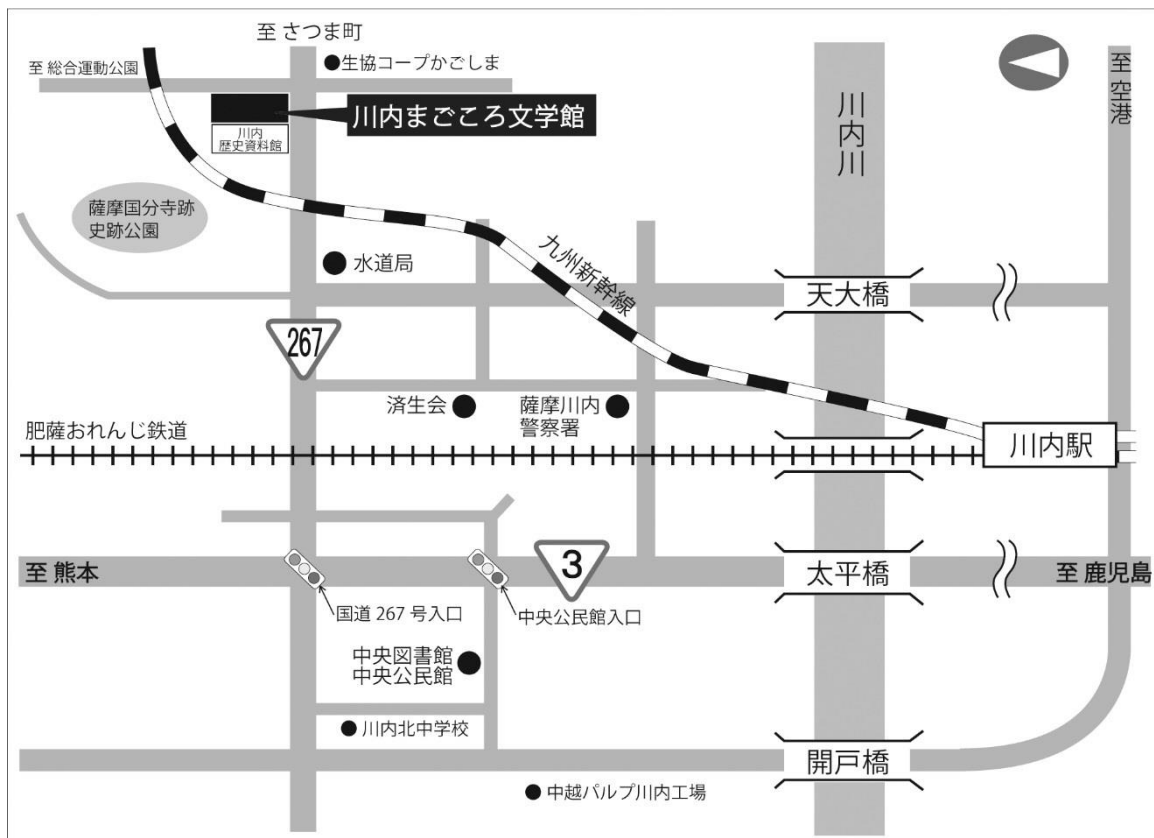 至 さつま町
生協コープかごしま
至 総合運動公園
川内まごころ文学館
川内
歴史資料館
川内川
至 空港
薩摩国分寺跡
史跡公園
水道局
九州新幹線
天大橋
267
済生会
薩摩川内
警察署
肥薩おれんじ鉄道
川内駅
至 熊本
3
太平橋
至 鹿児島
国道 267 号入口
中央公民館入口
中央図書館
中央公民館
川内北中学校
開戸橋
中越パルプ川内工場